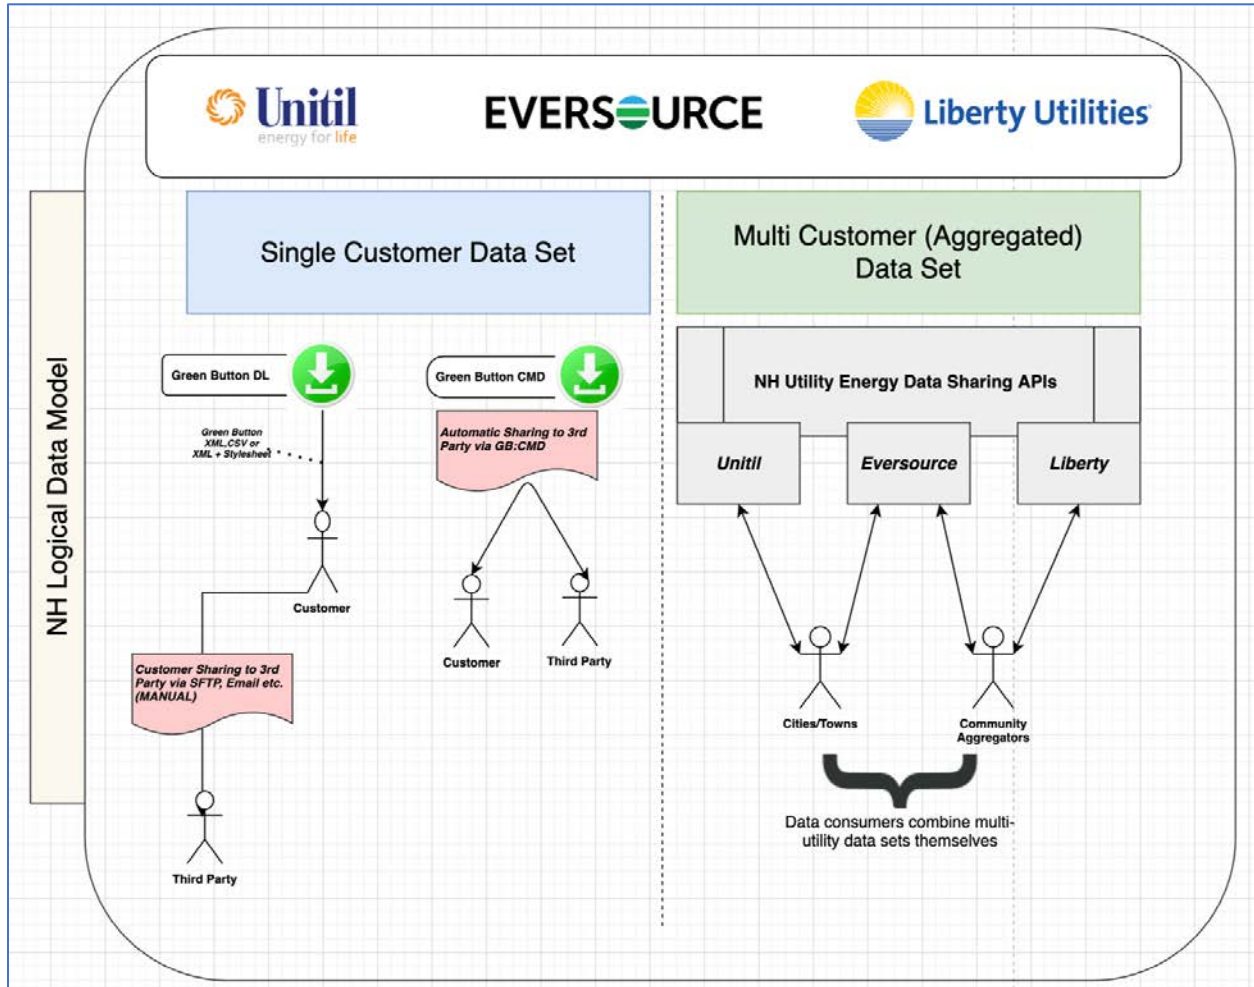 Unitil
energy for life
EVERSOURCE
Liberty Utilities
NH Logical Data Model
Single Customer Data Set
Multi Customer (Aggregated)
Data Set
Green Button DL
Green Button
XML,CSV or
XML + Stylesheet
Customer
Customer Sharing to 3rd
Party via SFTP, Email etc.
(MANUAL)
Third Party
Green Button CMD
Automatic Sharing to 3rd
Party via GB:CMD
Customer
Third Party
NH Utility Energy Data Sharing APIs
Unitil
Eversource
Liberty
Cities/Towns
Community
Aggregators
Data consumers combine multi-
utility data sets themselves